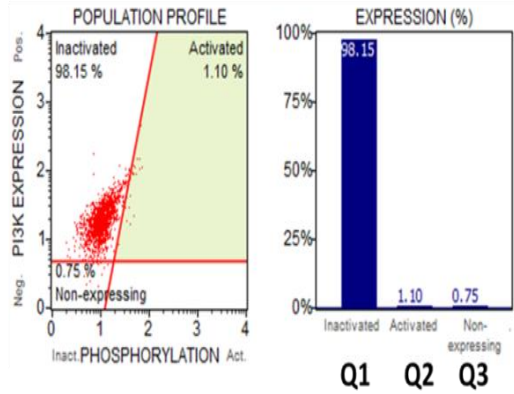 POPULATION PROFILE
4
Inactivated
98.15 %
Activated
1.10 %
3
2
1
0
0.75 %
Non-expressing
Neg. PI3K EXPRESSION Pos.
0 1 2 3 4
Inact. PHOSPHORYLATION Act.
EXPRESSION (%)
100%
75%
50%
25%
0%
98.15
1.10
0.75
Inactivated Activated Non-
expressing
Q1 Q2 Q3